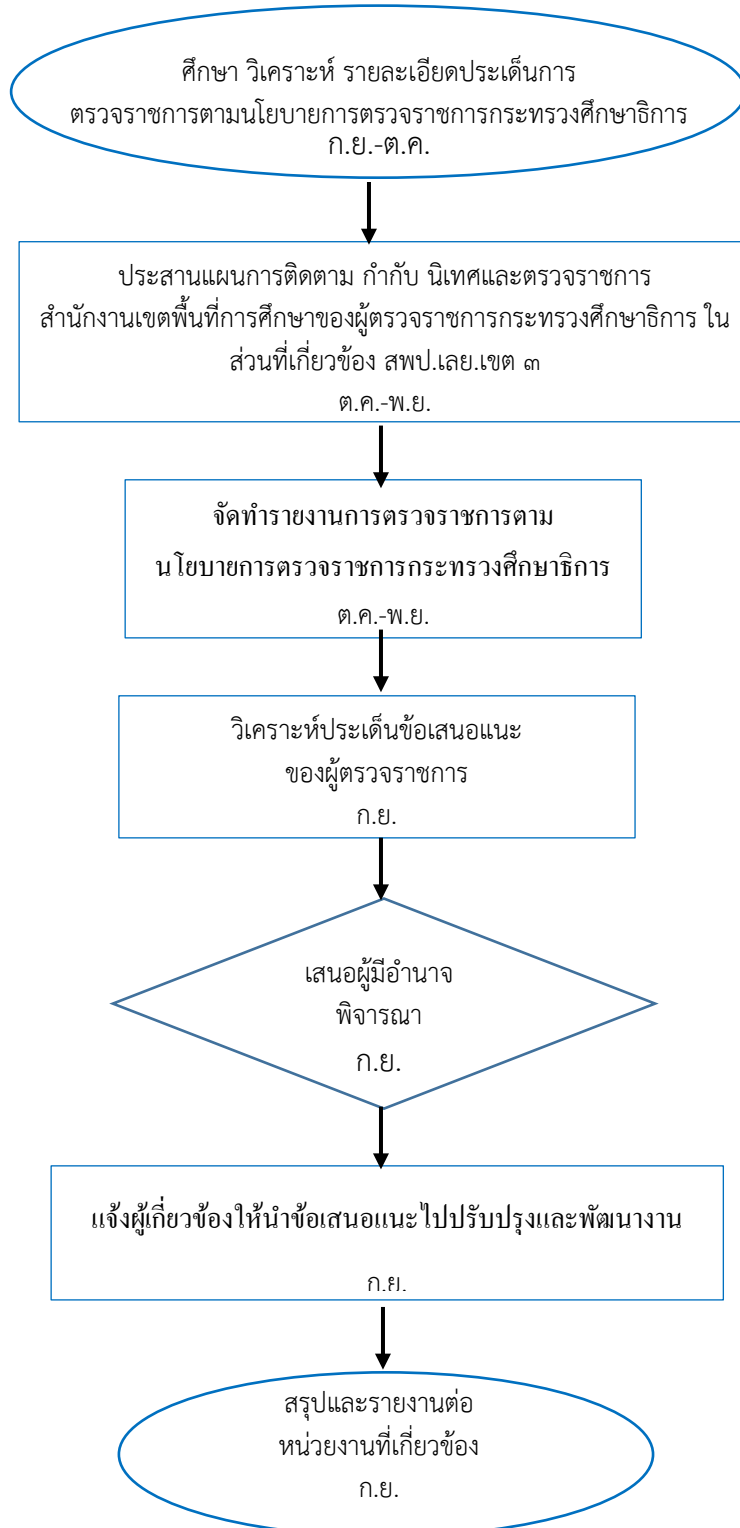 ศึกษา วิเคราะห์ รายละเอียดประเด็นการ
ตรวจราชการตามนโยบายการตรวจราชการกระทรวงศึกษาธิการ
ก.ย.-ต.ค.
ประสานแผนการติดตาม กำกับ นิเทศและตรวจราชการ
สำนักงานเขตพื้นที่การศึกษาของผู้ตรวจราชการกระทรวงศึกษาธิการ ใน
ส่วนที่เกี่ยวข้อง สพป.เลย.เขต ๓
ต.ค.-พ.ย.
จัดทำรายงานการตรวจราชการตาม
นโยบายการตรวจราชการกระทรวงศึกษาธิการ
ต.ค.-พ.ย.
วิเคราะห์ประเด็นข้อเสนอแนะ
ของผู้ตรวจราชการ
ก.ย.
เสนอผู้มีอำนาจ
พิจารณา
ก.ย.
แจ้งผู้เกี่ยวข้องให้นำข้อเสนอแนะไปปรับปรุงและพัฒนางาน
ก.ย.
สรุปและรายงานต่อ
หน่วยงานที่เกี่ยวข้อง
ก.ย.